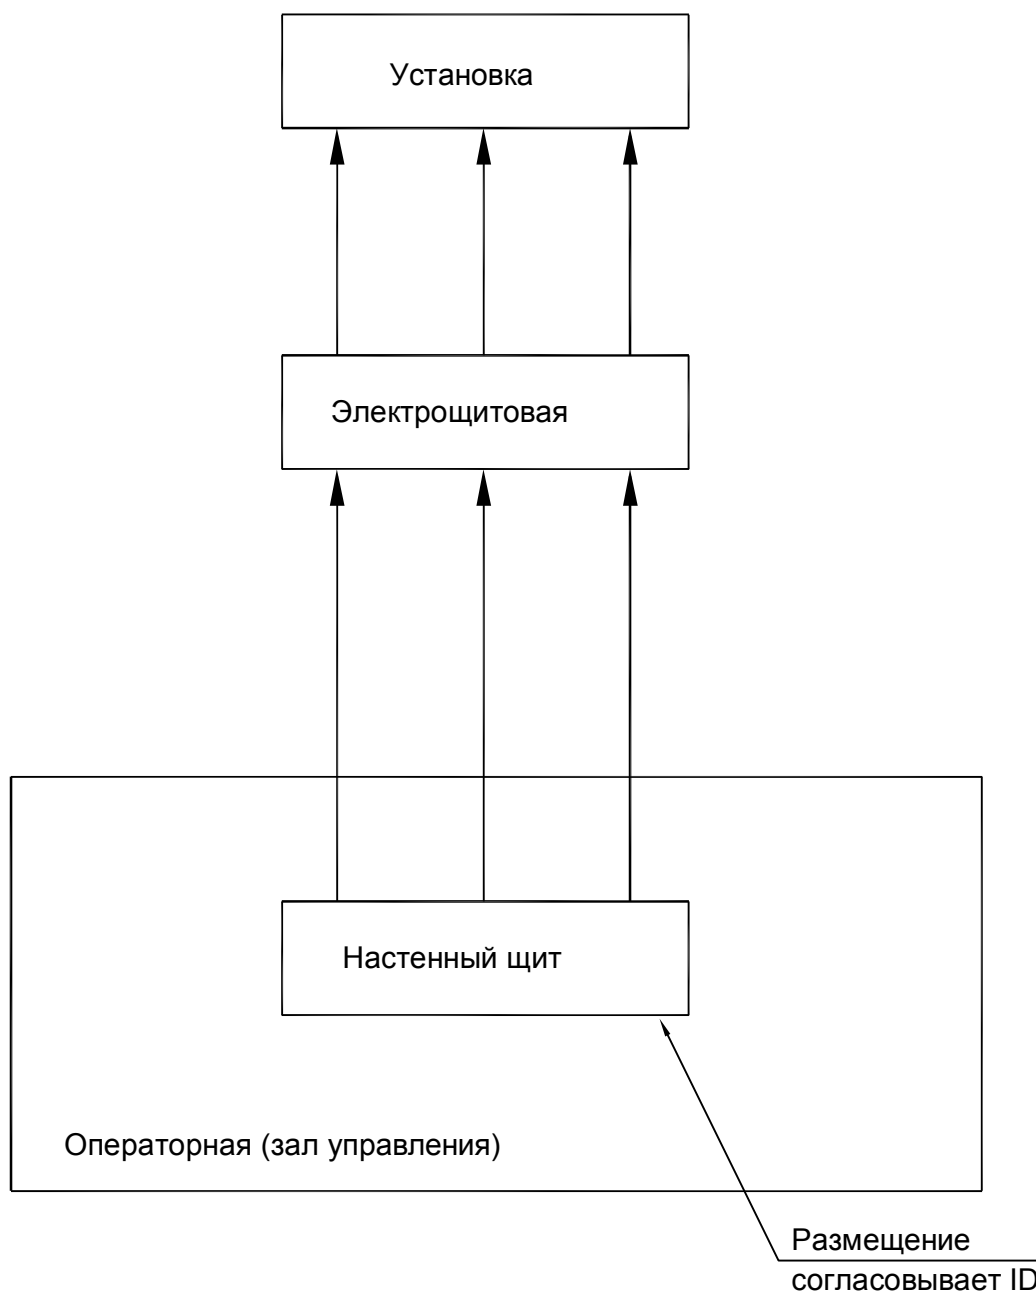 Установка
Электрощитовая
Настенный щит
Операторная (зал управления)
Размещение
согласовывает ID